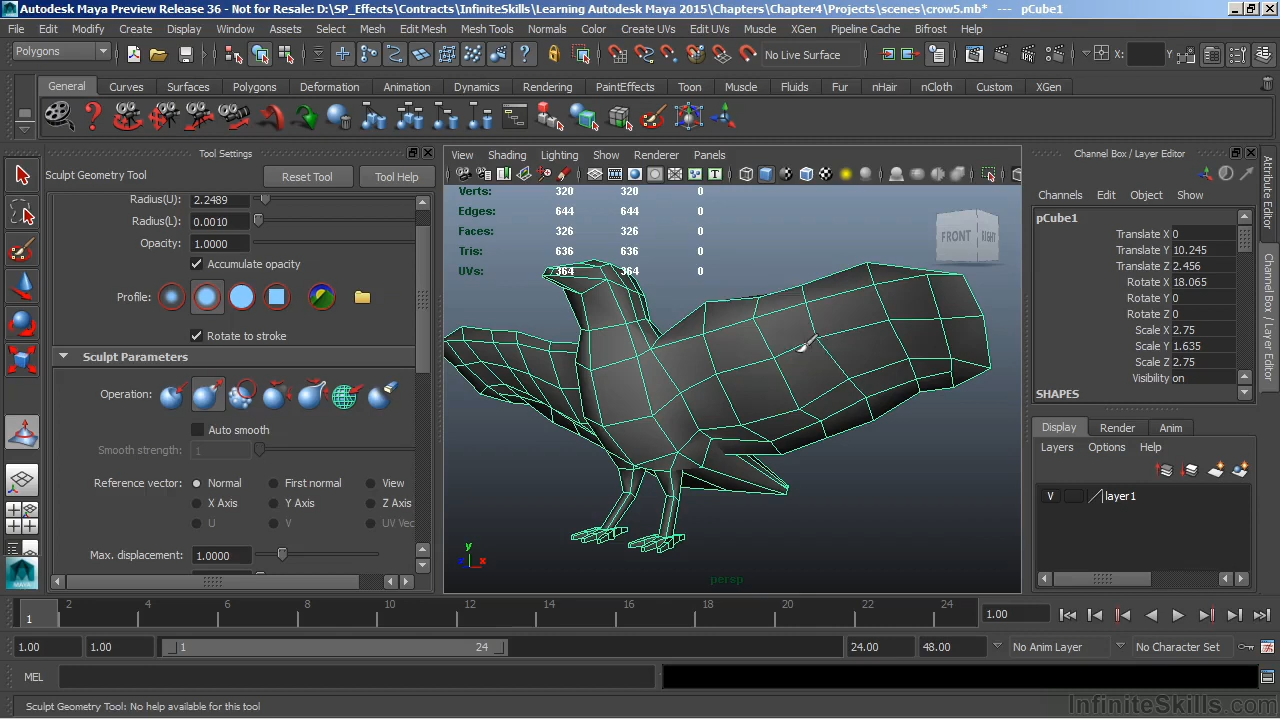 Autodesk Maya Preview Release 36 - Not for Resale: D:\SP_Effects\Contracts\InfiniteSkills\Learning Autodesk Maya 2015\Chapters\Chapter4\Projects\scenes\crow5.mb* --- pCube1
File Edit Modify Create Display Window Assets Select Mesh Edit Mesh Mesh Tools Normals Color Create UVs Edit UVs Muscle XGen Pipeline Cache Bifrost Help
Polygons No Live Surface X:
General Curves Surfaces Polygons Deformation Animation Dynamics Rendering PaintEffects Toon Muscle Fluids Fur nHair nCloth Custom XGen
Tool Settings
Sculpt Geometry Tool Reset Tool Tool Help
Radius(U): 2.2489
Radius(L): 0.0010
Opacity: 1.0000
Accumulate opacity
Profile:
Rotate to stroke
Sculpt Parameters
Operation:
Auto smooth
Smooth strength: 1
Reference vector: Normal First normal View
X Axis Y Axis Z Axis
U V UV Vec
Max. displacement: 1.0000
View Shading Lighting Show Renderer Panels
Verts: 320 320 0
Edges: 644 644 0
Faces: 326 326 0
Tris: 636 636 0
UVs: 364 364 0
FRONT RIGHT
y
x
persp
Channel Box / Layer Editor
Channels Edit Object Show
pCube1
Translate X 0
Translate Y 10.245
Translate Z 2.456
Rotate X 18.065
Rotate Y 0
Rotate Z 0
Scale X 2.75
Scale Y 1.635
Scale Z 2.75
Visibility on
SHAPES
Display Render Anim
Layers Options Help
V layer1
Attribute Editor
Channel Box / Layer Editor
1 2 4 6 8 10 12 14 16 18 20 22 24 1.00
1.00 1.00 1 24 24.00 48.00 No Anim Layer No Character Set
MEL
Sculpt Geometry Tool: No help available for this tool
InfiniteSkills.com